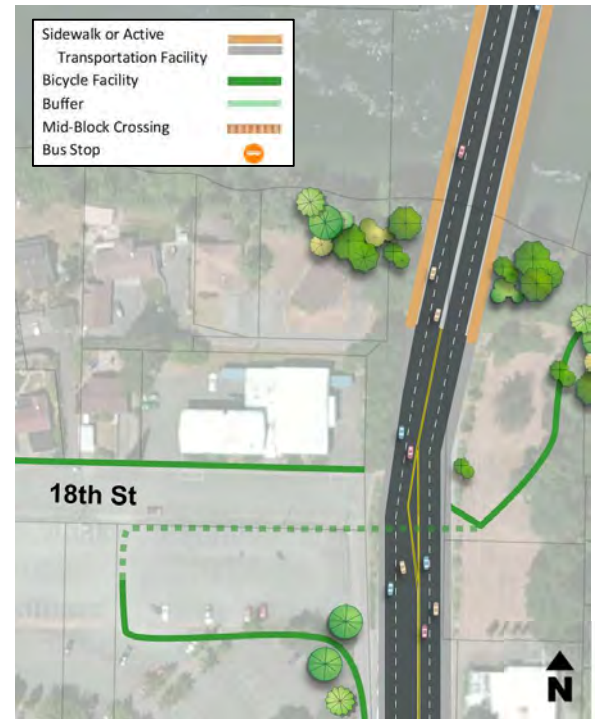 Sidewalk or Active
Transportation Facility
Bicycle Facility
Buffer
Mid-Block Crossing
Bus Stop
18th St
N